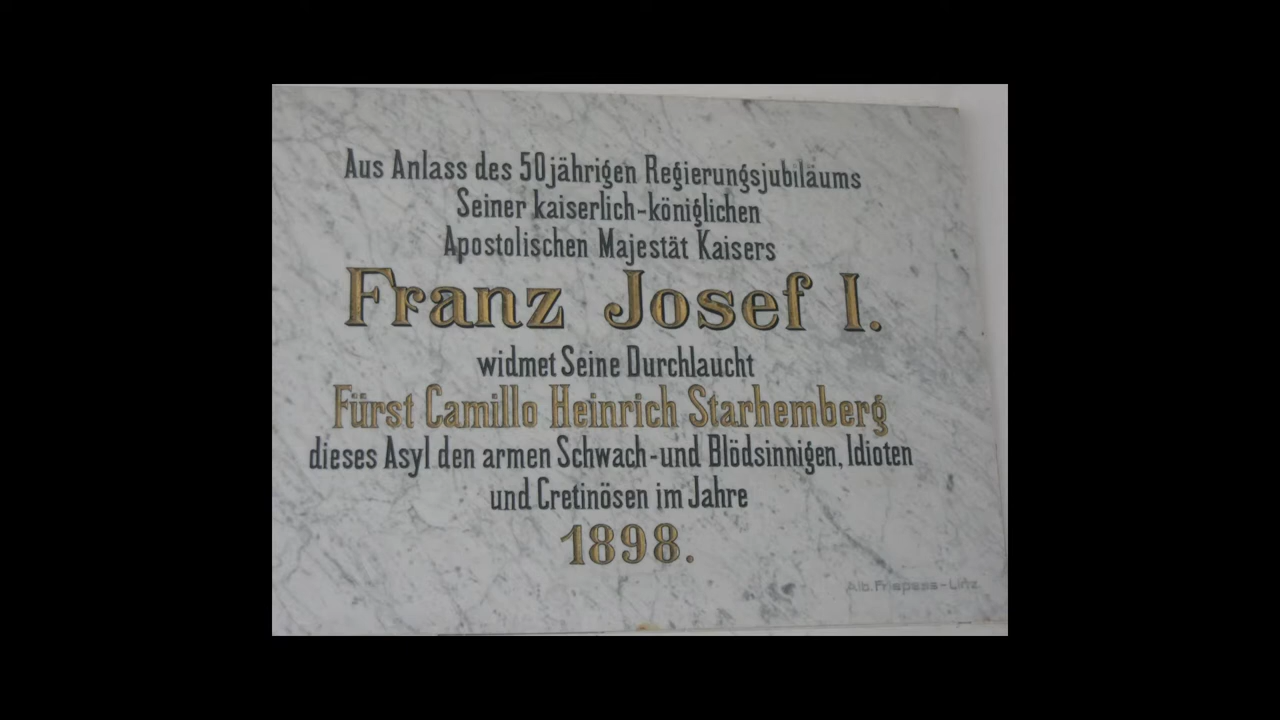 Aus Anlass des 50jährigen Regierungsjubiläums
Seiner kaiserlich-königlichen
Apostolischen Majestät Kaisers
Franz Josef I.
widmet Seine Durchlaucht
Fürst Camillo Heinrich Starhemberg
dieses Asyl den armen Schwach-und Blödsinnigen, Idioten
und Cretinösen im Jahre
1898.
Alb. Friepess-Linz